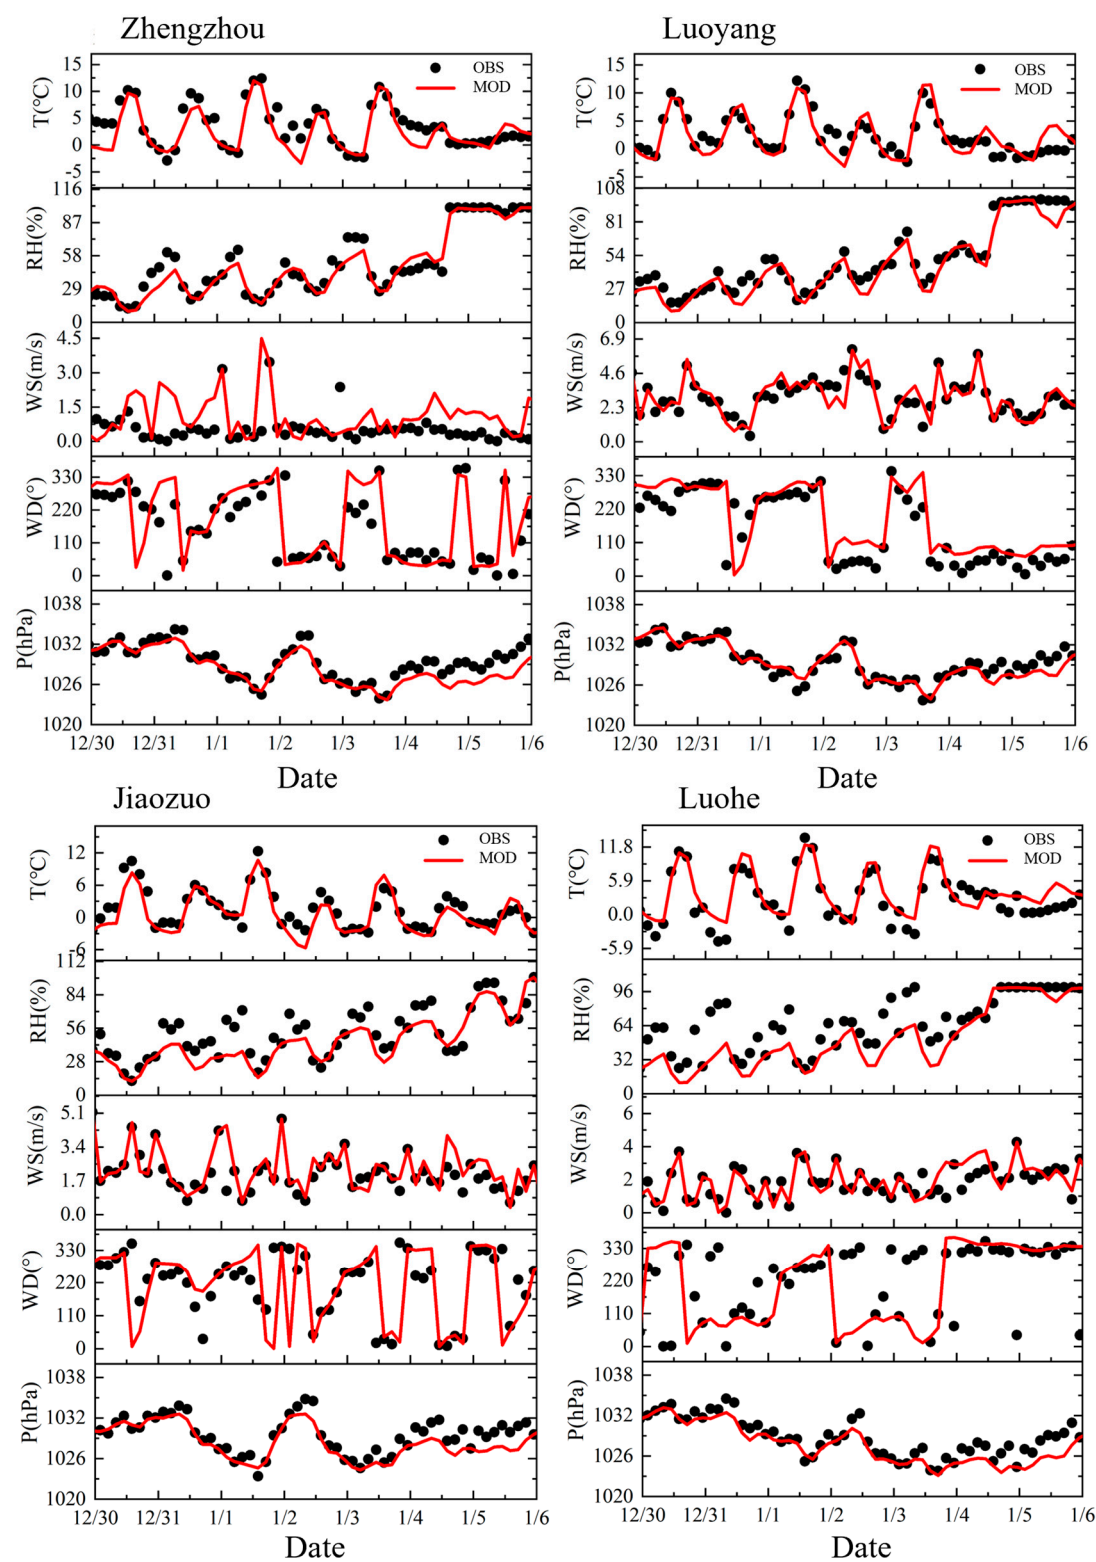 Zhengzhou
OBS
MOD
T(℃)
15
10
5
0
-5
RH(%)
116
87
58
29
0
WS(m/s)
4.5
3.0
1.5
0.0
WD(°)
330
220
110
0
P(hPa)
1038
1032
1026
1020
12/30 12/31 1/1 1/2 1/3 1/4 1/5 1/6
Date
Luoyang
OBS
MOD
T(℃)
15
10
5
0
-5
RH(%)
108
81
54
27
0
WS(m/s)
6.9
4.6
2.3
0.0
WD(°)
330
220
110
0
P(hPa)
1038
1032
1026
1020
12/30 12/31 1/1 1/2 1/3 1/4 1/5 1/6
Date
Jiaozuo
OBS
MOD
T(℃)
12
6
0
-6
RH(%)
112
84
56
28
0
WS(m/s)
5.1
3.4
1.7
0.0
WD(°)
330
220
110
0
P(hPa)
1038
1032
1026
1020
12/30 12/31 1/1 1/2 1/3 1/4 1/5 1/6
Date
Luohe
OBS
MOD
T(℃)
11.8
5.9
0.0
-5.9
RH(%)
96
64
32
0
WS(m/s)
6
4
2
0
WD(°)
330
220
110
0
P(hPa)
1038
1032
1026
1020
12/30 12/31 1/1 1/2 1/3 1/4 1/5 1/6
Date